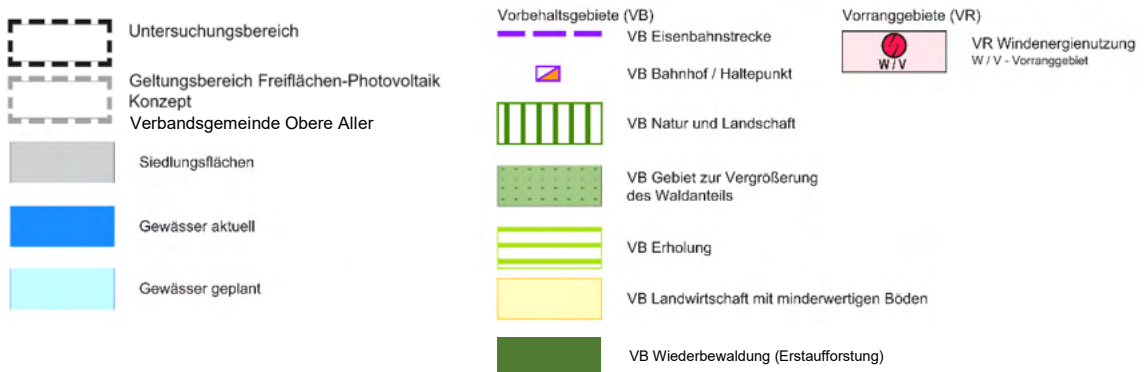 Untersuchungsbereich
Geltungsbereich Freiflächen-Photovoltaik
Konzept
Verbandsgemeinde Obere Aller
Siedlungsflächen
Gewässer aktuell
Gewässer geplant
Vorbehaltsgebiete (VB)
VB Eisenbahnstrecke
VB Bahnhof / Haltepunkt
VB Natur und Landschaft
VB Gebiet zur Vergrößerung
des Waldanteils
VB Erholung
VB Landwirtschaft mit minderwertigen Böden
VB Wiederbewaldung (Erstaufforstung)
Vorranggebiete (VR)
W / V
VR Windenergienutzung
W / V - Vorranggebiet